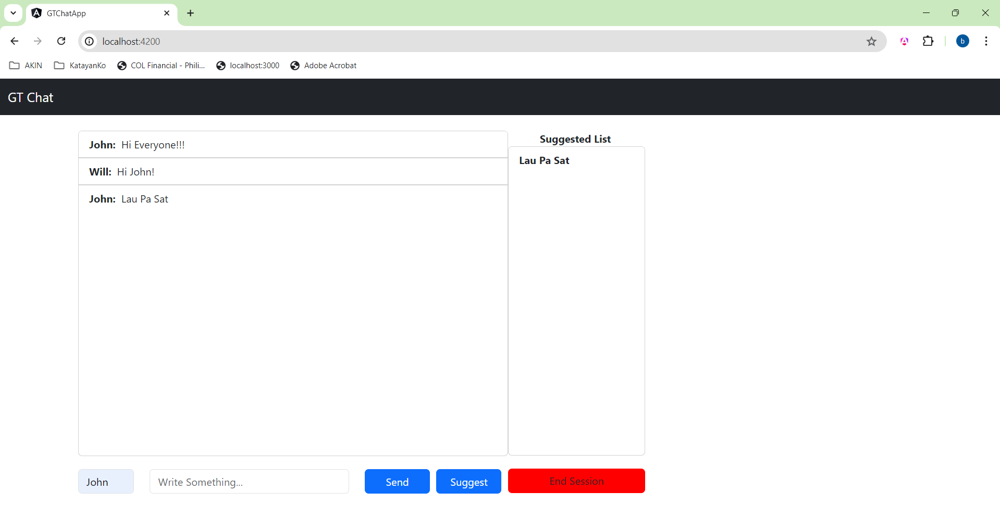 GTChatApp
localhost:4200
b
AKIN
KatayanKo
COL Financial - Phili...
localhost:3000
Adobe Acrobat
GT Chat
John: Hi Everyone!!!
Will: Hi John!
John: Lau Pa Sat
Suggested List
Lau Pa Sat
John
Write Something...
Send
Suggest
End Session